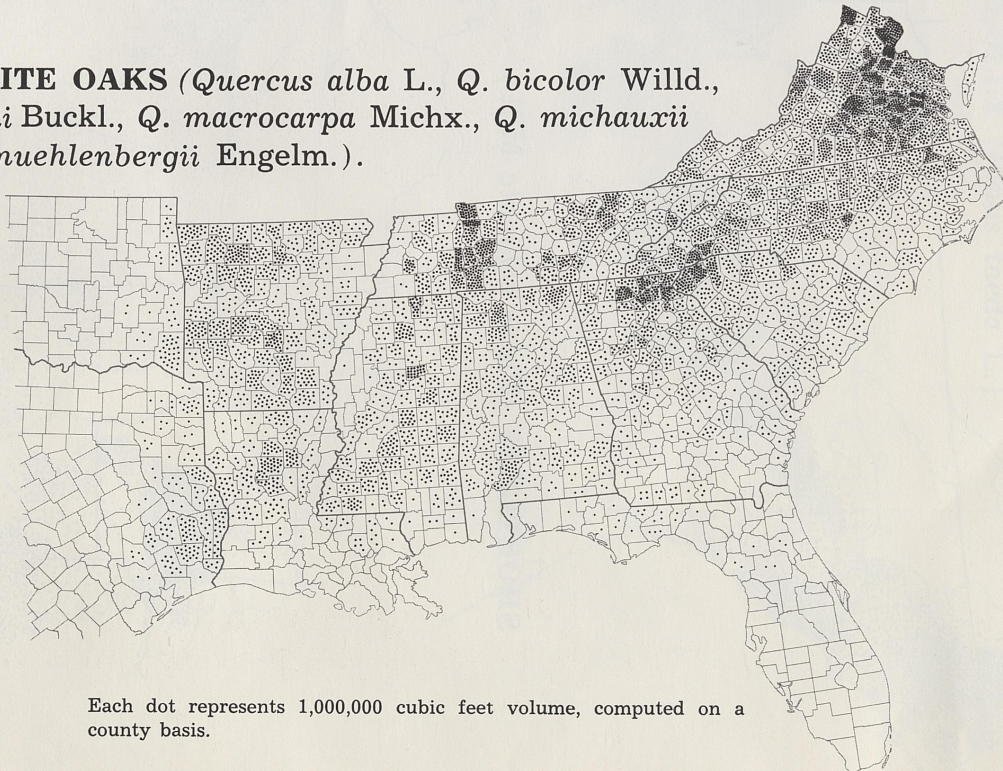 ITE OAKS (Quercus alba L., Q. bicolor Willd.,
i Buckl., Q. macrocarpa Michx., Q. michauxii
nuehlenbergii Engelm.).
Each dot represents 1,000,000 cubic feet volume, computed on a
county basis.